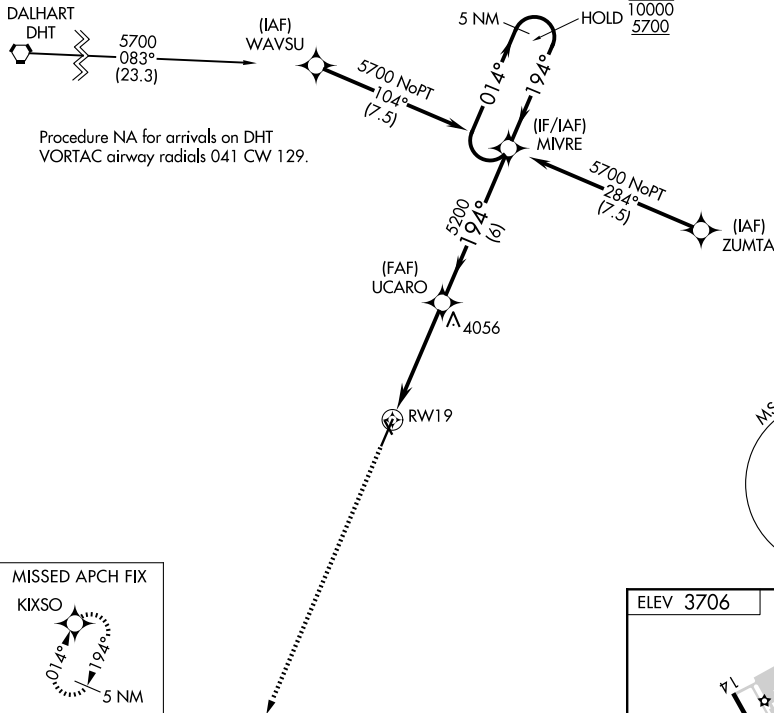 DALHART
DHT
5700
083°
(23.3)
(IAF)
WAVSU
5700 NoPT
104°
(7.5)
5 NM
HOLD
10000
5700
014°
194°
(IF/IAF)
MIVRE
Procedure NA for arrivals on DHT
VORTAC airway radials 041 CW 129.
5700 NoPT
284°
(7.5)
(IAF)
ZUMTA
5200
194°
(6)
(FAF)
UCARO
4056
RW19
MS
MISSED APCH FIX
KIXSO
014°
194°
5 NM
ELEV 3706
14